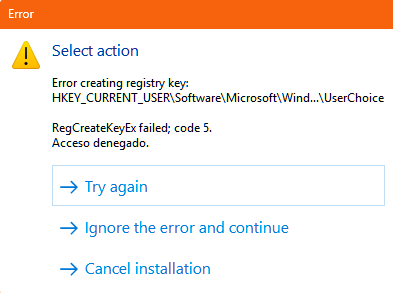 Error
Select action
Error creating registry key:
HKEY_CURRENT_USER\Software\Microsoft\Wind...\UserChoice
RegCreateKeyEx failed; code 5.
Acceso denegado.
Try again
Ignore the error and continue
Cancel installation